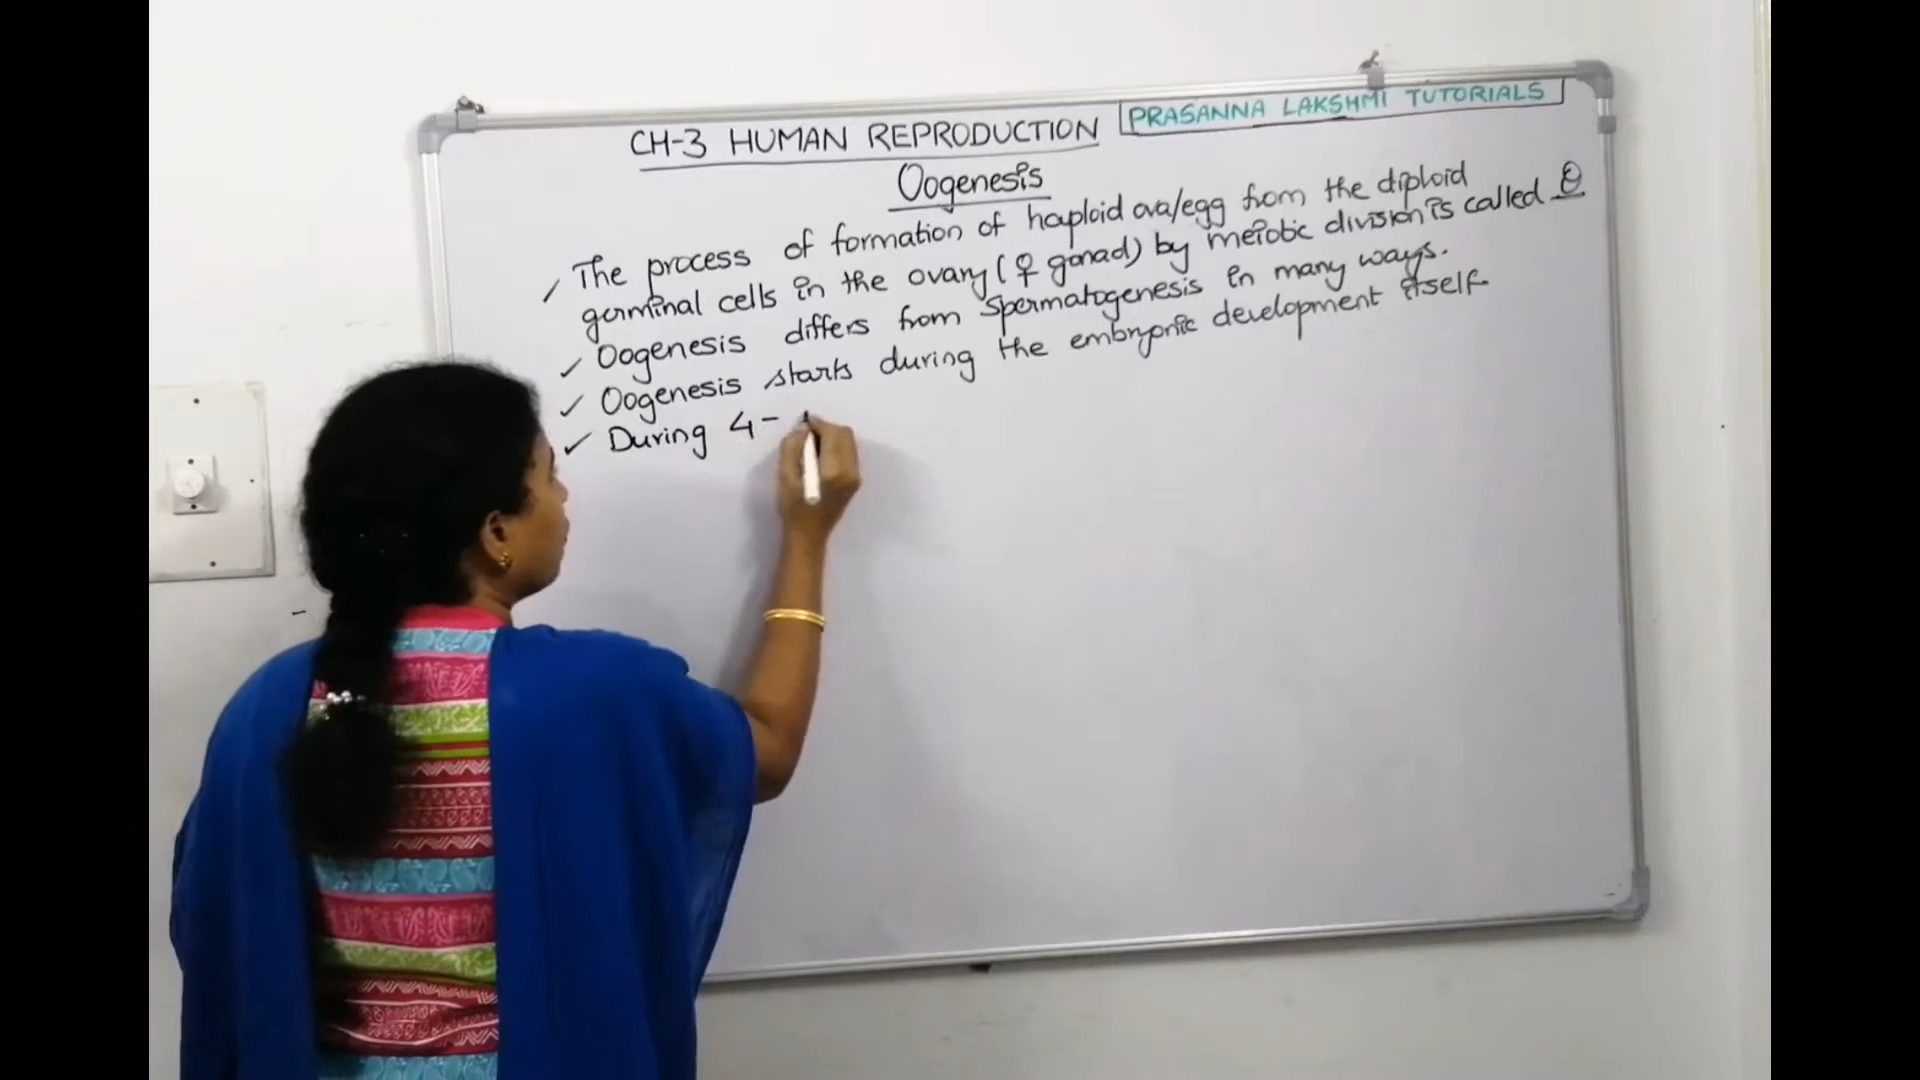 PRASANNA LAKSHMI TUTORIALS
CH-3 HUMAN REPRODUCTION
Oogenesis
✓ The process of formation of haploid ova/egg from the diploid
germinal cells in the ovary (♀ gonad) by meiotic division is called O
✓ Oogenesis differs from Spermatogenesis in many ways.
✓ Oogenesis starts during the embryonic development itself.
✓ During 4-